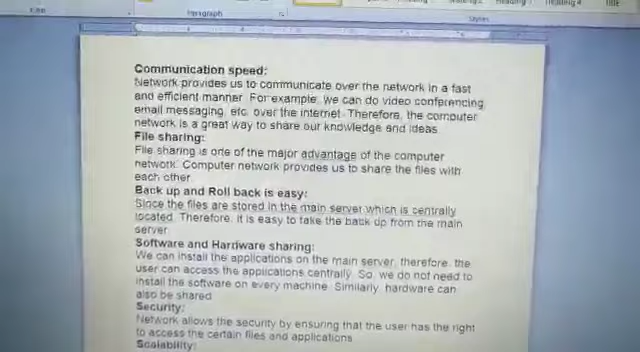 Paragraph
Styles
Communication speed:
Network provides us to communicate over the network in a fast
and efficient manner. For example, we can do video conferencing,
email messaging, etc. over the internet. Therefore, the computer
network is a great way to share our knowledge and ideas.
File sharing:
File sharing is one of the major advantage of the computer
network. Computer network provides us to share the files with
each other.
Back up and Roll back is easy:
Since the files are stored in the main server which is centrally
located. Therefore, it is easy to take the back up from the main
server.
Software and Hardware sharing:
We can install the applications on the main server, therefore, the
user can access the applications centrally. So, we do not need to
install the software on every machine. Similarly, hardware can
also be shared.
Security:
Network allows the security by ensuring that the user has the right
to access the certain files and applications.
Scalability: